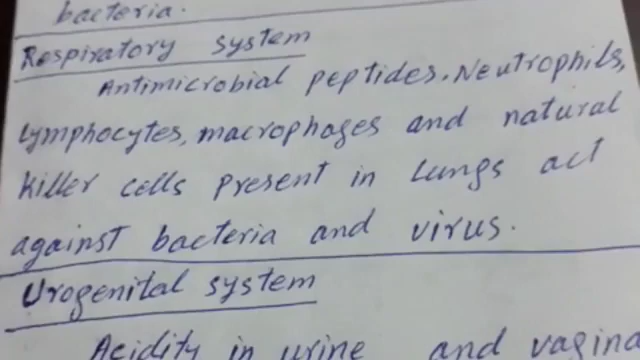 bacteria.
Respiratory system
Antimicrobial peptides. Neutrophils,
Lymphocytes, macrophages and natural
killer cells present in lungs act
against bacteria and virus.
Urogenital system
Acidity in urine and vagina